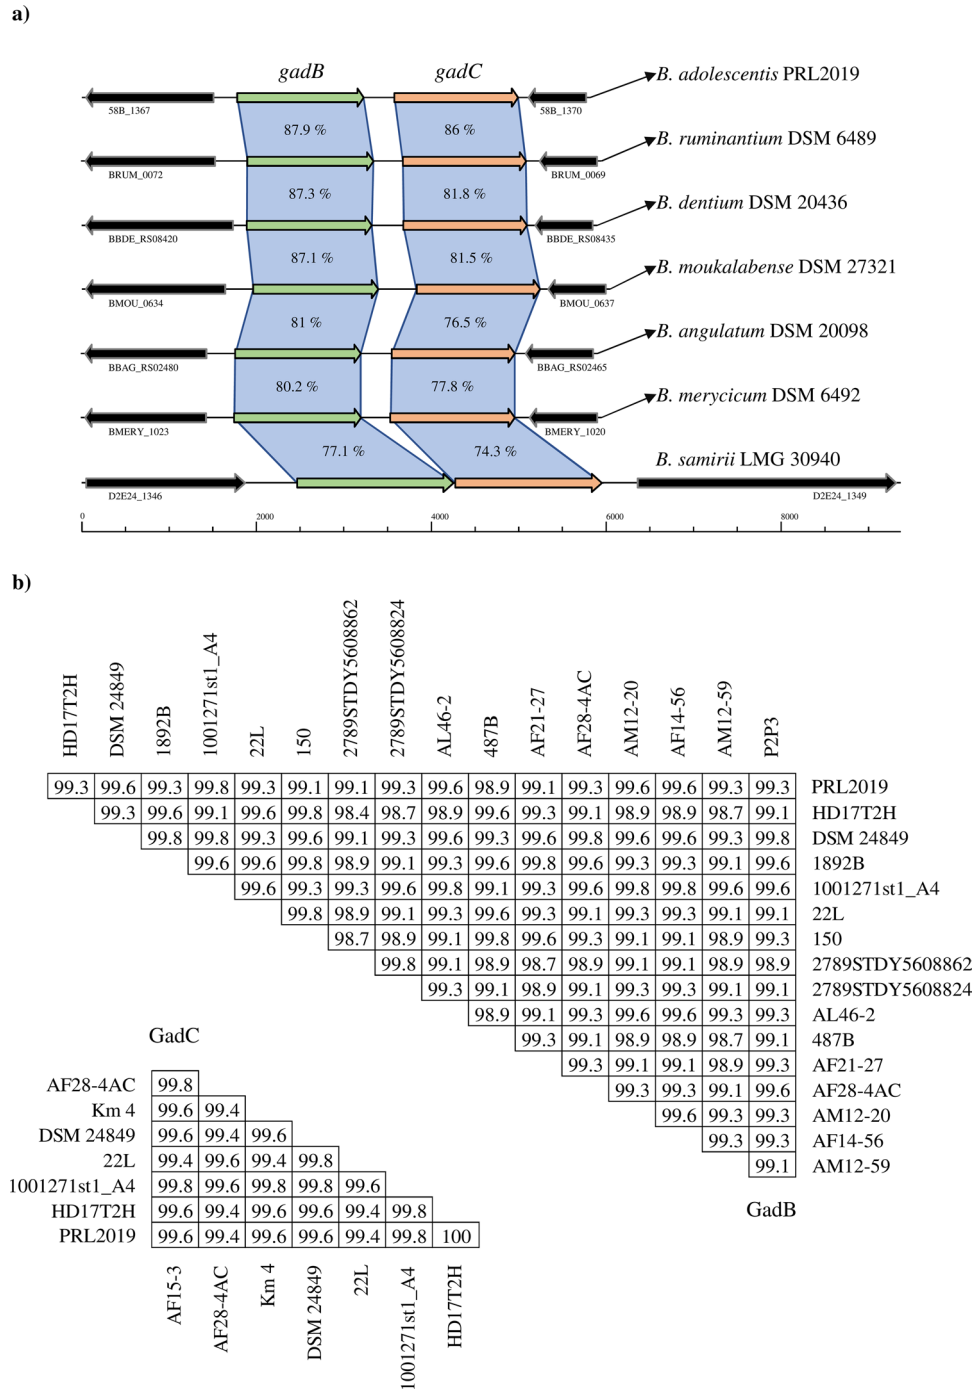 a)
gadB gadC
B. adolescentis PRL2019
58B_1367 58B_1370
87.9 % 86 %
B. ruminantium DSM 6489
BRUM_0072 BRUM_0069
87.3 % 81.8 %
B. dentium DSM 20436
BBDE_RS08420 BBDE_RS08435
87.1 % 81.5 %
B. moukalabense DSM 27321
BMOU_0634 BMOU_0637
81 % 76.5 %
B. angulatum DSM 20098
BBAG_RS02480 BBAG_RS02465
80.2 % 77.8 %
B. merycicum DSM 6492
BMERY_1023 BMERY_1020
77.1 % 74.3 %
B. samirii LMG 30940
D2E24_1346 D2E24_1349
0 2000 4000 6000 8000
b)
HD17T2H DSM 24849 1892B 1001271st1_A4 22L 150 2789STDY5608862 2789STDY5608824 AL46-2 487B AF21-27 AF28-4AC AM12-20 AF14-56 AM12-59 P2P3
99.3 99.6 99.3 99.8 99.3 99.1 99.1 99.3 99.6 98.9 99.1 99.3 99.6 99.6 99.3 99.3 PRL2019
99.3 99.6 99.1 99.6 99.8 98.4 98.7 98.9 99.6 99.3 99.1 98.9 98.9 98.7 99.1 HD17T2H
99.8 99.8 99.3 99.6 99.1 99.3 99.6 99.3 99.6 99.8 99.6 99.6 99.3 99.8 DSM 24849
99.6 99.6 99.8 98.9 99.1 99.3 99.6 99.8 99.6 99.3 99.3 99.1 99.6 1892B
99.6 99.3 99.3 99.6 99.8 99.1 99.3 99.6 99.8 99.8 99.6 99.6 1001271st1_A4
99.8 98.9 99.1 99.3 99.6 99.3 99.1 99.3 99.3 99.1 99.1 22L
98.7 98.9 99.1 99.8 99.6 99.3 99.1 99.1 98.9 99.3 150
99.8 99.1 98.9 98.7 98.9 99.1 99.1 98.9 98.9 2789STDY5608862
99.3 99.1 98.9 99.1 99.3 99.3 99.1 99.1 2789STDY5608824
98.9 99.1 99.3 99.6 99.6 99.3 99.3 AL46-2
99.3 99.1 98.9 98.9 98.7 99.1 487B
99.3 99.1 99.1 98.9 99.3 AF21-27
99.3 99.3 99.1 99.6 AF28-4AC
99.6 99.3 99.3 AM12-20
99.3 99.3 AF14-56
99.1 AM12-59
GadB
GadC
AF28-4AC 99.8
Km 4 99.6 99.4
DSM 24849 99.6 99.4 99.6
22L 99.4 99.6 99.4 99.8
1001271st1_A4 99.8 99.6 99.8 99.8 99.6
HD17T2H 99.6 99.4 99.6 99.6 99.4 99.8
PRL2019 99.6 99.4 99.6 99.6 99.4 99.8 100
AF15-3 AF28-4AC Km 4 DSM 24849 22L 1001271st1_A4 HD17T2H